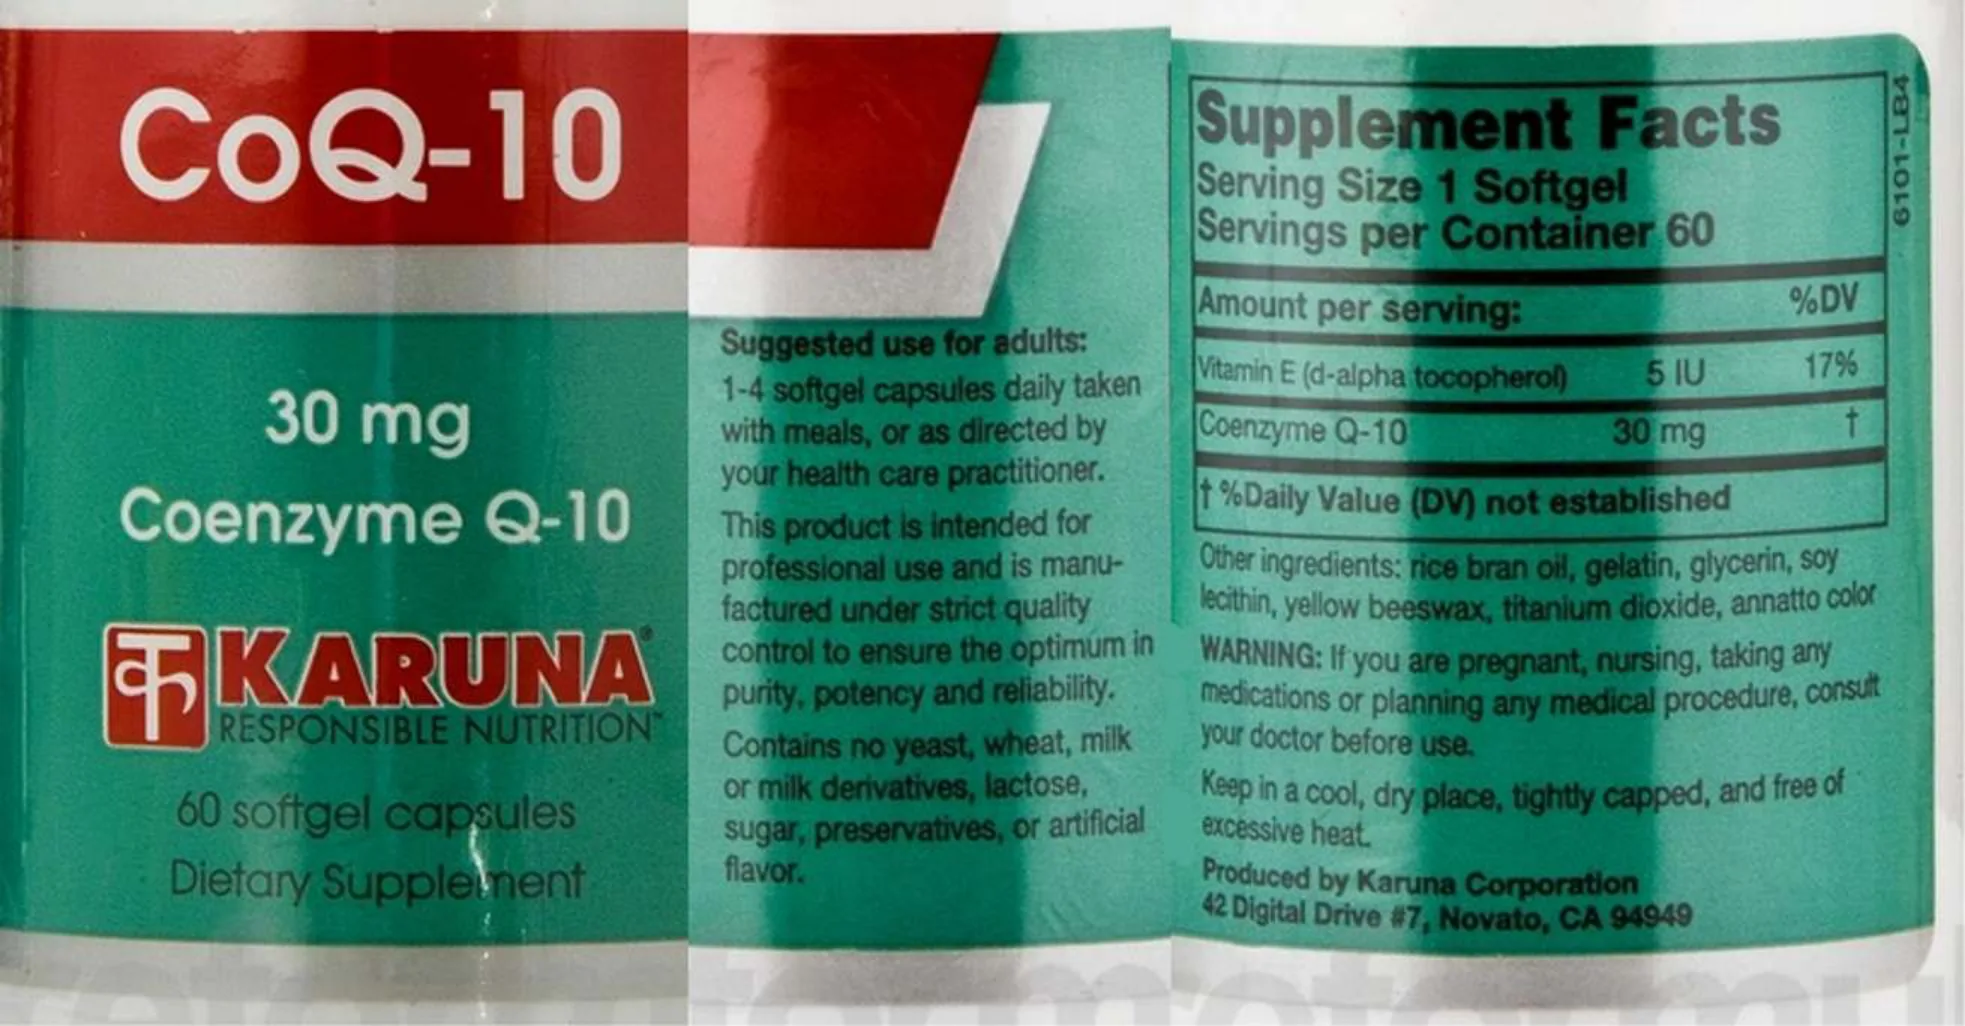 CoQ-10
30 mg
Coenzyme Q-10
क
KARUNA®
RESPONSIBLE NUTRITION™
60 softgel capsules
Dietary Supplement
Suggested use for adults:
1-4 softgel capsules daily taken
with meals, or as directed by
your health care practitioner.
This product is intended for
professional use and is manu-
factured under strict quality
control to ensure the optimum in
purity, potency and reliability.
Contains no yeast, wheat, milk
or milk derivatives, lactose,
sugar, preservatives, or artificial
flavor.
Supplement Facts
Serving Size 1 Softgel
Servings per Container 60
Amount per serving: %DV
Vitamin E (d-alpha tocopherol) 5 IU 17%
Coenzyme Q-10 30 mg †
† %Daily Value (DV) not established
Other ingredients: rice bran oil, gelatin, glycerin, soy
lecithin, yellow beeswax, titanium dioxide, annatto color
WARNING: If you are pregnant, nursing, taking any
medications or planning any medical procedure, consult
your doctor before use.
Keep in a cool, dry place, tightly capped, and free of
excessive heat.
Produced by Karuna Corporation
42 Digital Drive #7, Novato, CA 94949
6101-LB4